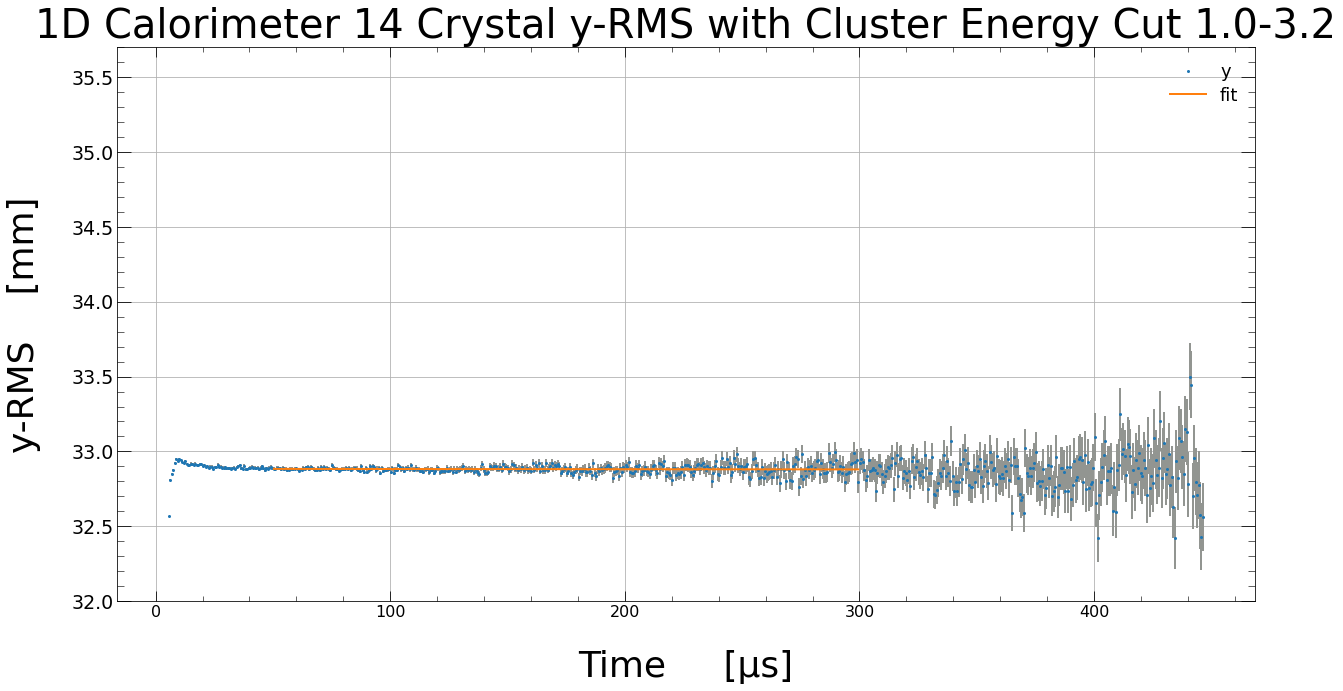 1D Calorimeter 14 Crystal y-RMS with Cluster Energy Cut 1.0-3.2
y
fit
35.5
35.0
34.5
34.0
33.5
33.0
32.5
32.0
y-RMS [mm]
0 100 200 300 400
Time [μs]